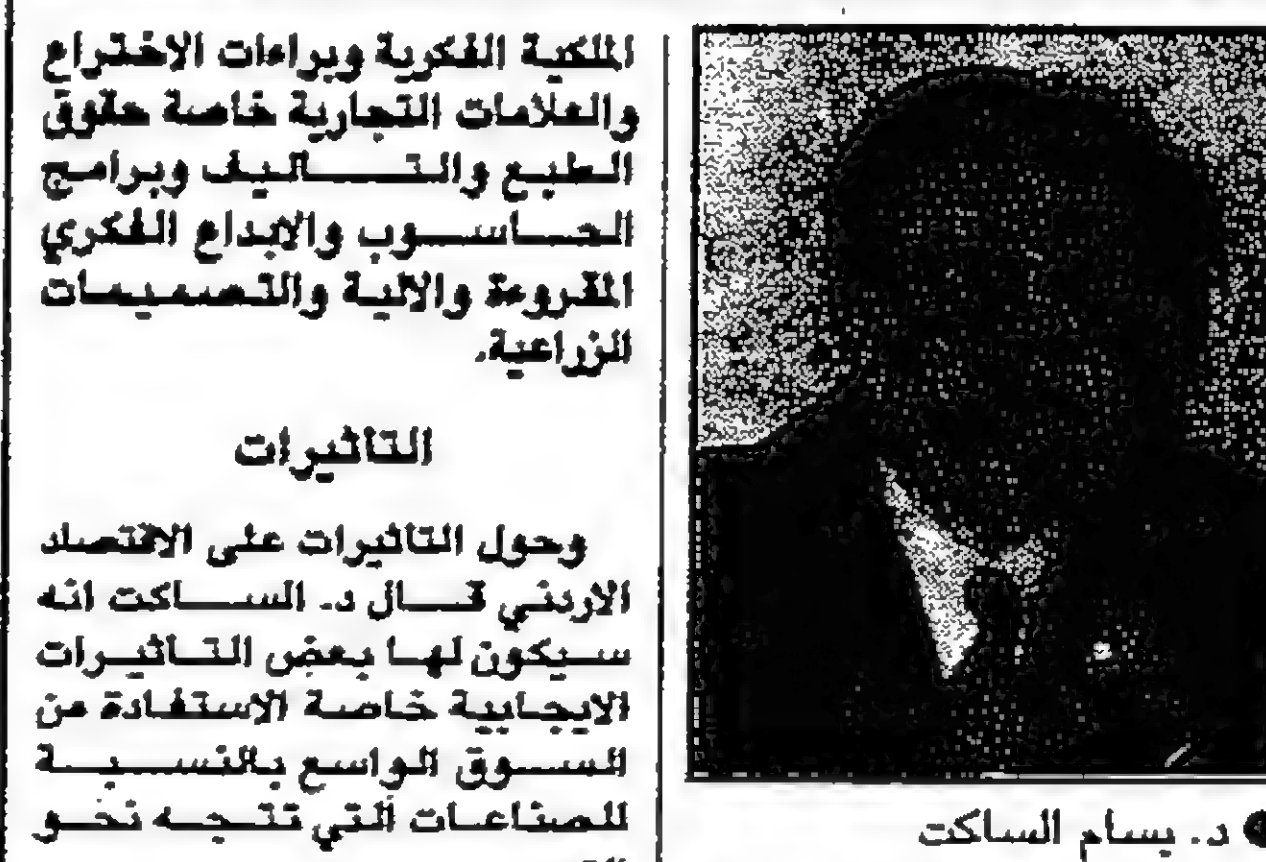 ● د. بسام الساكت
الملكية الفكرية وبراءات الاختراع
والعلامات التجارية خاصة حقوق
الطبع والتاليف وبرامج
الحاسوب والابداع الفكري
المقروءة والالية والتصميمات
الزراعية.
التاثيرات
وحول التاثيرات على الاقتصاد
الاردني قال د. الساكت انه
سيكون لها بعض التاثيرات
الايجابية خاصة الاستفادة من
السوق الواسع بالنسبة
للصناعات التي تتجه نحو